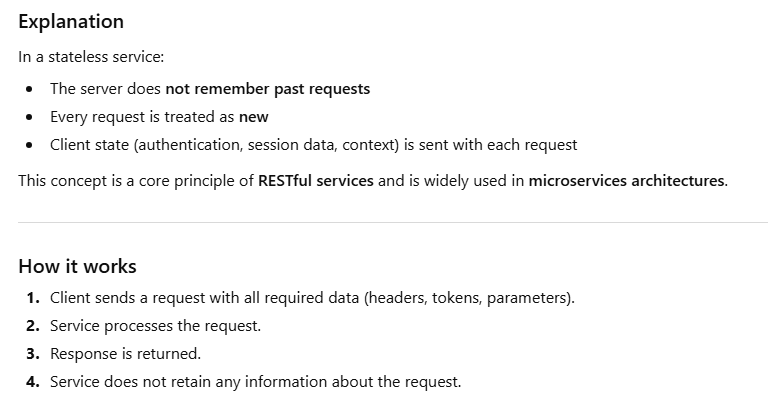 Explanation
In a stateless service:
• The server does not remember past requests
• Every request is treated as new
• Client state (authentication, session data, context) is sent with each request
This concept is a core principle of RESTful services and is widely used in microservices architectures.
How it works
1. Client sends a request with all required data (headers, tokens, parameters).
2. Service processes the request.
3. Response is returned.
4. Service does not retain any information about the request.